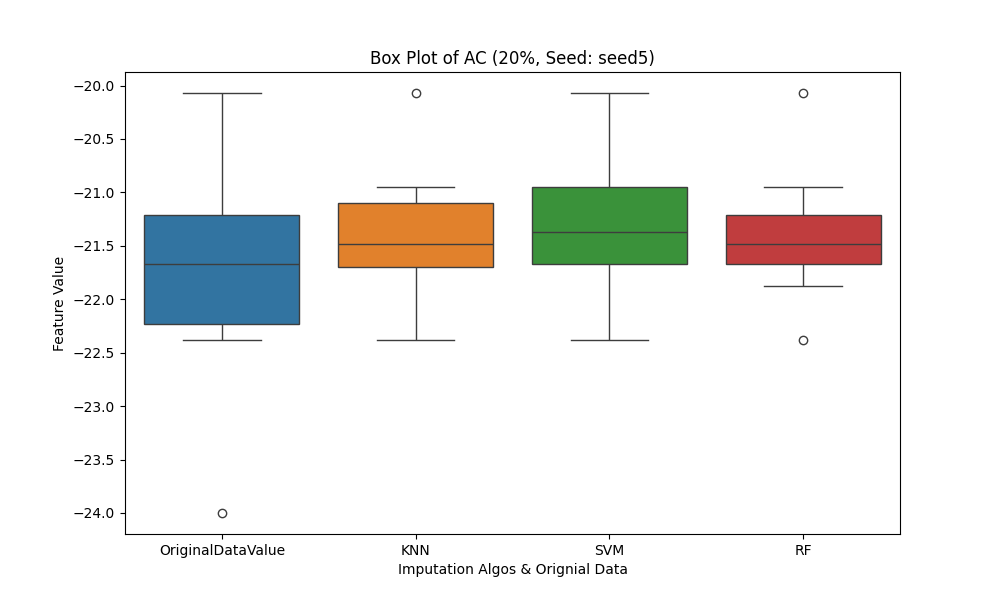 Box Plot of AC (20%, Seed: seed5)
Feature Value
−20.0
−20.5
−21.0
−21.5
−22.0
−22.5
−23.0
−23.5
−24.0
OriginalDataValue KNN SVM RF
Imputation Algos & Orignial Data